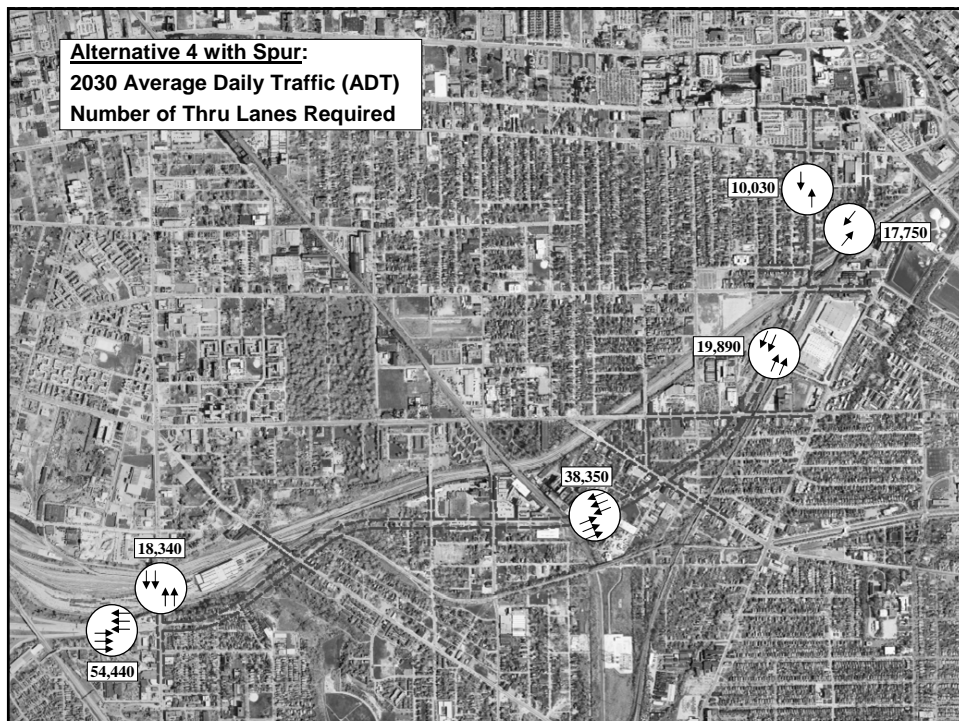 Alternative 4 with Spur:
2030 Average Daily Traffic (ADT)
Number of Thru Lanes Required
10,030
17,750
19,890
38,350
18,340
54,440